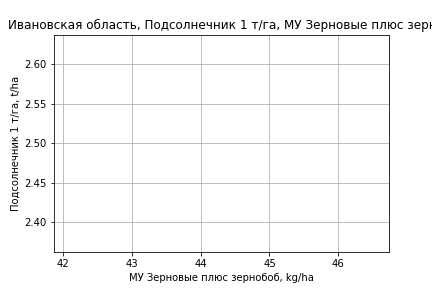 Ивановская область, Подсолнечник 1 т/га, МУ Зерновые плюс зерн
2.60
2.55
2.50
2.45
2.40
Подсолнечник 1 т/га, t/ha
42 43 44 45 46
МУ Зерновые плюс зернобоб, kg/ha